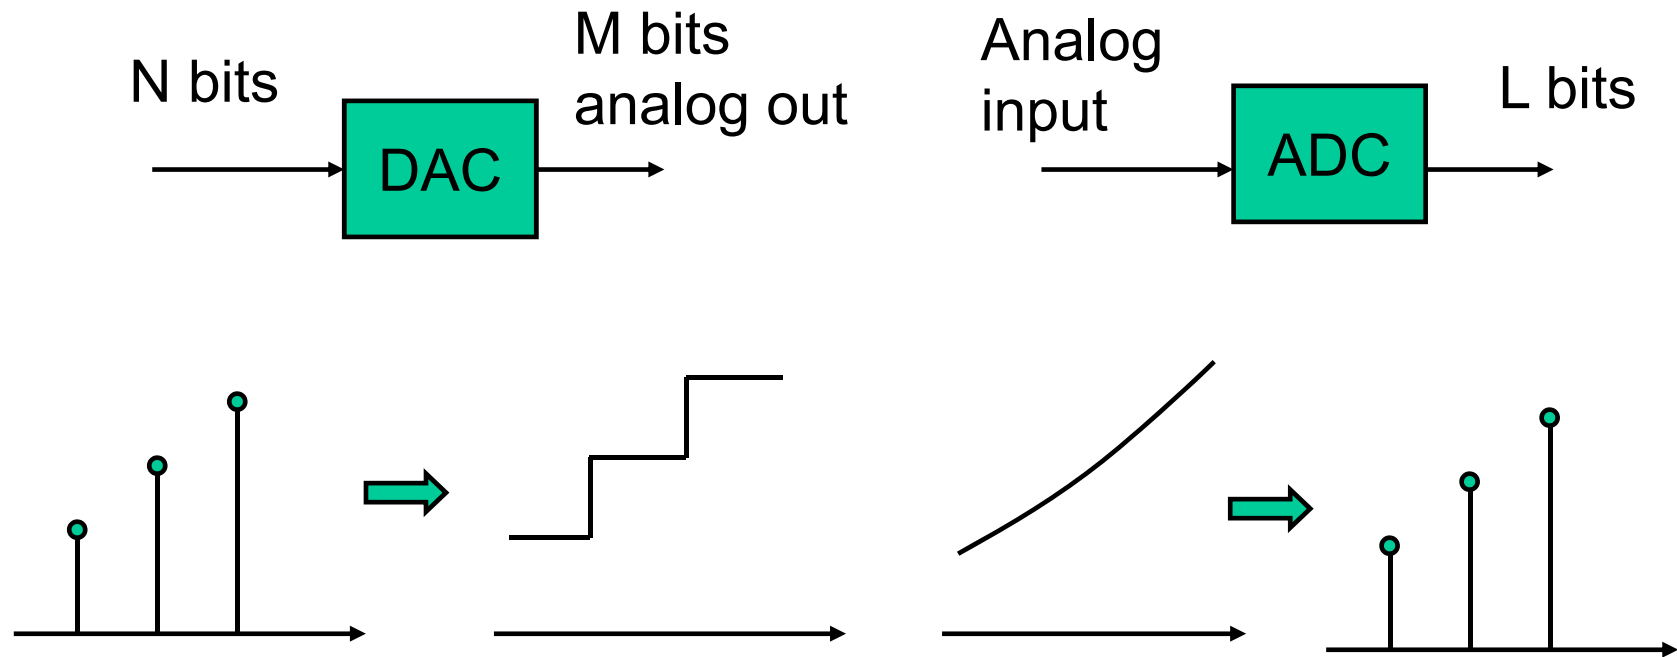 N bits
DAC
M bits
analog out
Analog
input
ADC
L bits